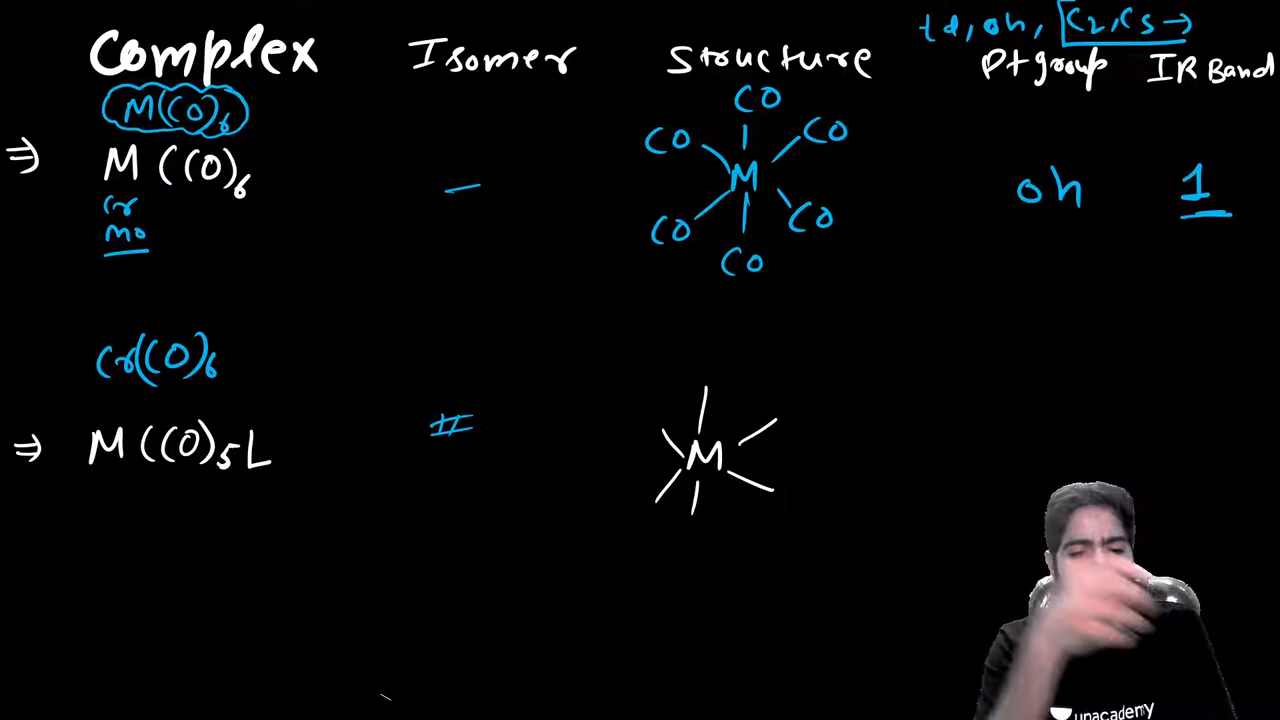 td, oh, C2, Cs →
Complex Isomer Structure Pt group IR Band
M(CO)6
⇒ M(CO)6 — oh 1
Cr
Mo
CO
CO CO
M
CO CO
CO
Cr(CO)6
⇒ M(CO)5L
M
unacademy